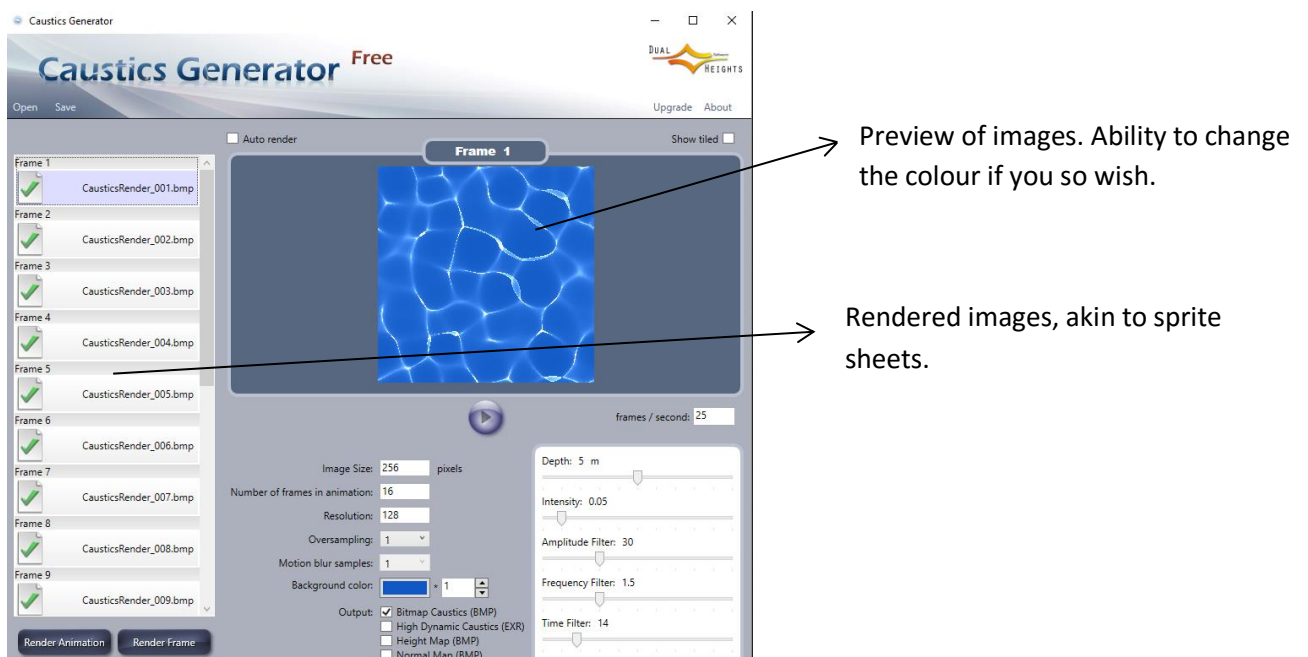 Caustics Generator
Caustics Generator Free
DUAL Software HEIGHTS
Open Save
Upgrade About
Auto render
Show tiled
Frame 1
Frame 1
CausticsRender_001.bmp
Frame 2
CausticsRender_002.bmp
Frame 3
CausticsRender_003.bmp
Frame 4
CausticsRender_004.bmp
Frame 5
CausticsRender_005.bmp
Frame 6
CausticsRender_006.bmp
Frame 7
CausticsRender_007.bmp
Frame 8
CausticsRender_008.bmp
Frame 9
CausticsRender_009.bmp
Render Animation Render Frame
frames / second: 25
Image Size: 256 pixels
Number of frames in animation: 16
Resolution: 128
Oversampling: 1
Motion blur samples: 1
Background color: * 1
Output: Bitmap Caustics (BMP)
High Dynamic Caustics (EXR)
Height Map (BMP)
Normal Map (BMP)
Depth: 5 m
Intensity: 0.05
Amplitude Filter: 30
Frequency Filter: 1.5
Time Filter: 14
Preview of images. Ability to change
the colour if you so wish.
Rendered images, akin to sprite
sheets.